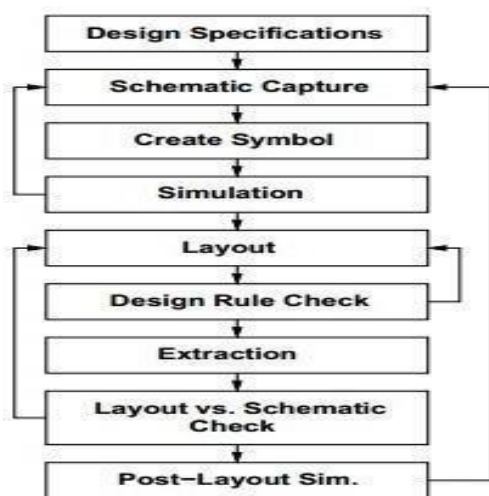 Design Specifications
Schematic Capture
Create Symbol
Simulation
Layout
Design Rule Check
Extraction
Layout vs. Schematic
Check
Post-Layout Sim.